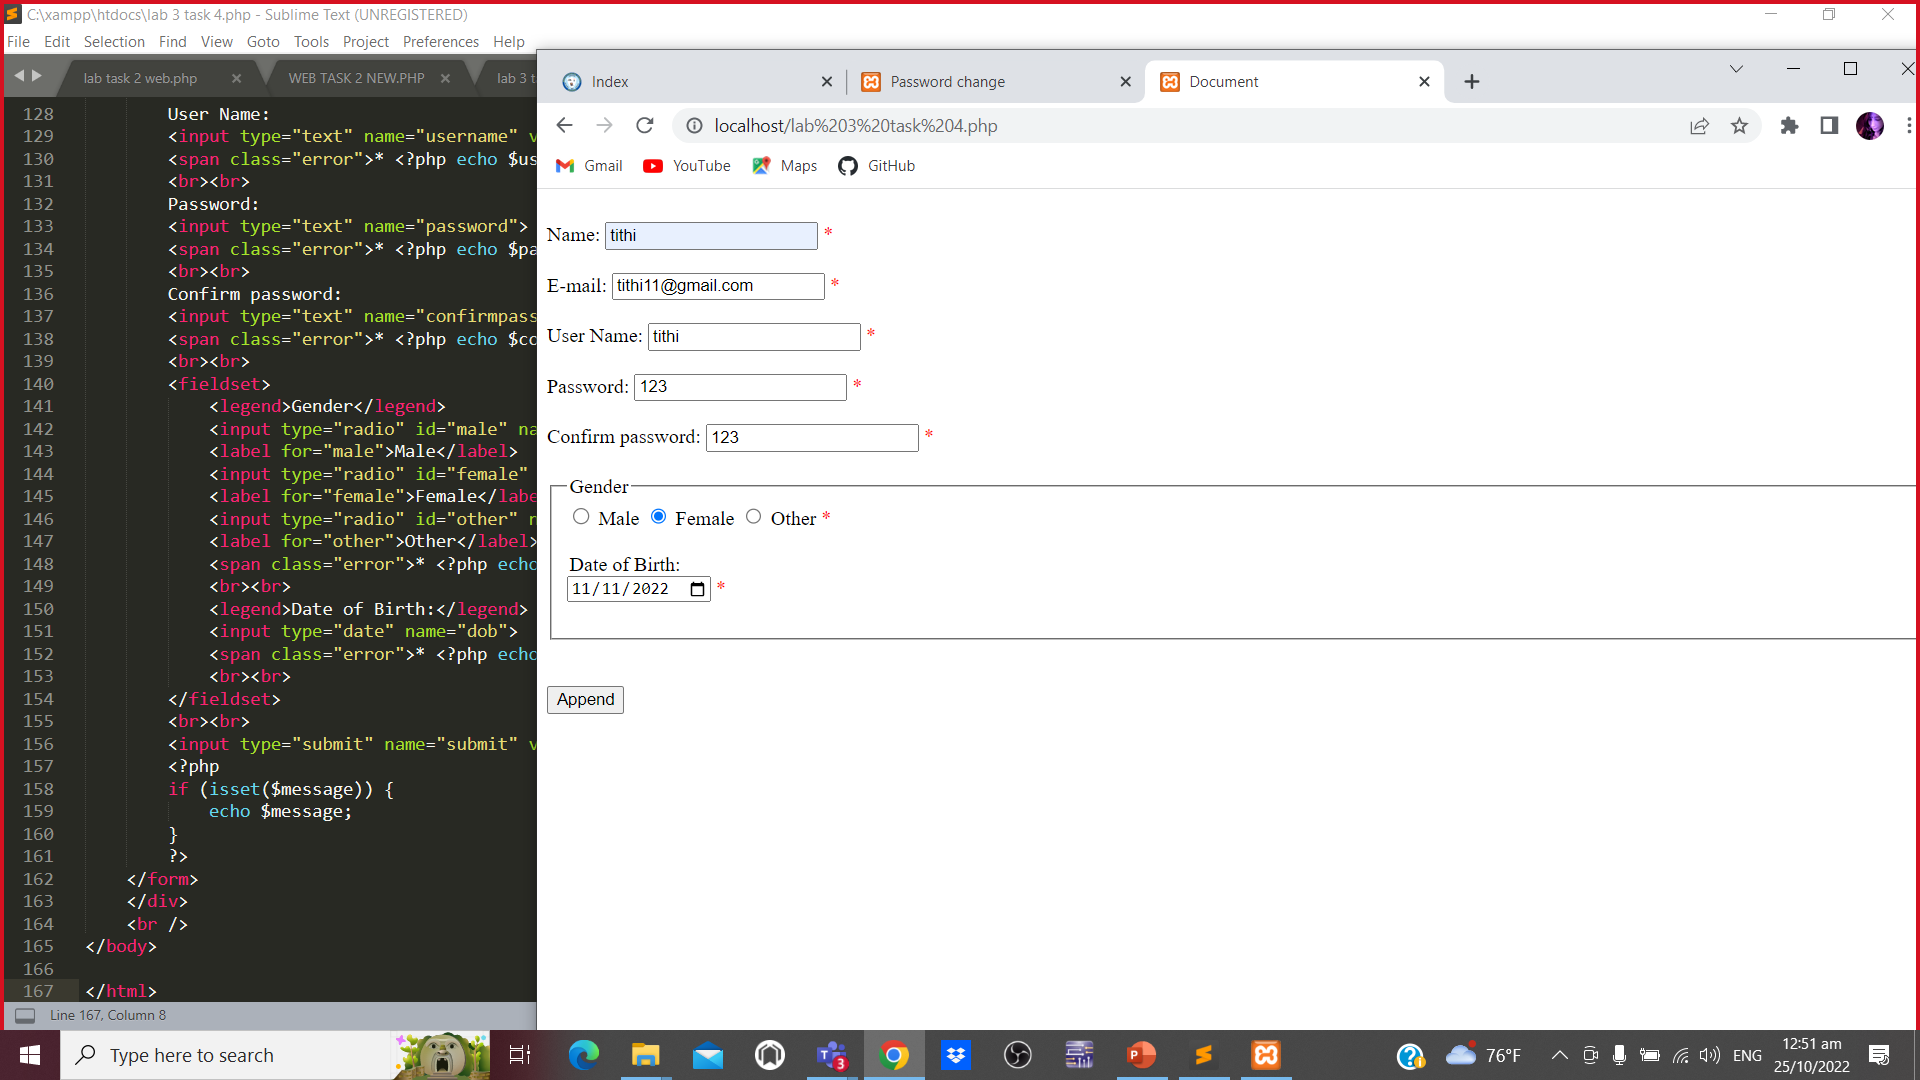 C:\xampp\htdocs\lab 3 task 4.php - Sublime Text (UNREGISTERED)
File Edit Selection Find View Goto Tools Project Preferences Help
lab task 2 web.php WEB TASK 2 NEW.PHP lab 3 t
128 User Name:
129 <input type="text" name="username" v
130 <span class="error">* <?php echo $us
131 <br><br>
132 Password:
133 <input type="text" name="password">
134 <span class="error">* <?php echo $pa
135 <br><br>
136 Confirm password:
137 <input type="text" name="confirmpass
138 <span class="error">* <?php echo $co
139 <br><br>
140 <fieldset>
141 <legend>Gender</legend>
142 <input type="radio" id="male" na
143 <label for="male">Male</label>
144 <input type="radio" id="female"
145 <label for="female">Female</labe
146 <input type="radio" id="other" n
147 <label for="other">Other</label>
148 <span class="error">* <?php echo
149 <br><br>
150 <legend>Date of Birth:</legend>
151 <input type="date" name="dob">
152 <span class="error">* <?php echo
153 <br><br>
154 </fieldset>
155 <br><br>
156 <input type="submit" name="submit" v
157 <?php
158 if (isset($message)) {
159 echo $message;
160 }
161 ?>
162 </form>
163 </div>
164 <br />
165 </body>
166
167 </html>
Line 167, Column 8
Index Password change Document
localhost/lab%203%20task%204.php
Gmail YouTube Maps GitHub
Name: tithi *
E-mail: tithi11@gmail.com *
User Name: tithi *
Password: 123 *
Confirm password: 123 *
Gender
Male Female Other *
Date of Birth:
11/11/2022 *
Append
Type here to search
3
76°F ENG 12:51 am
25/10/2022